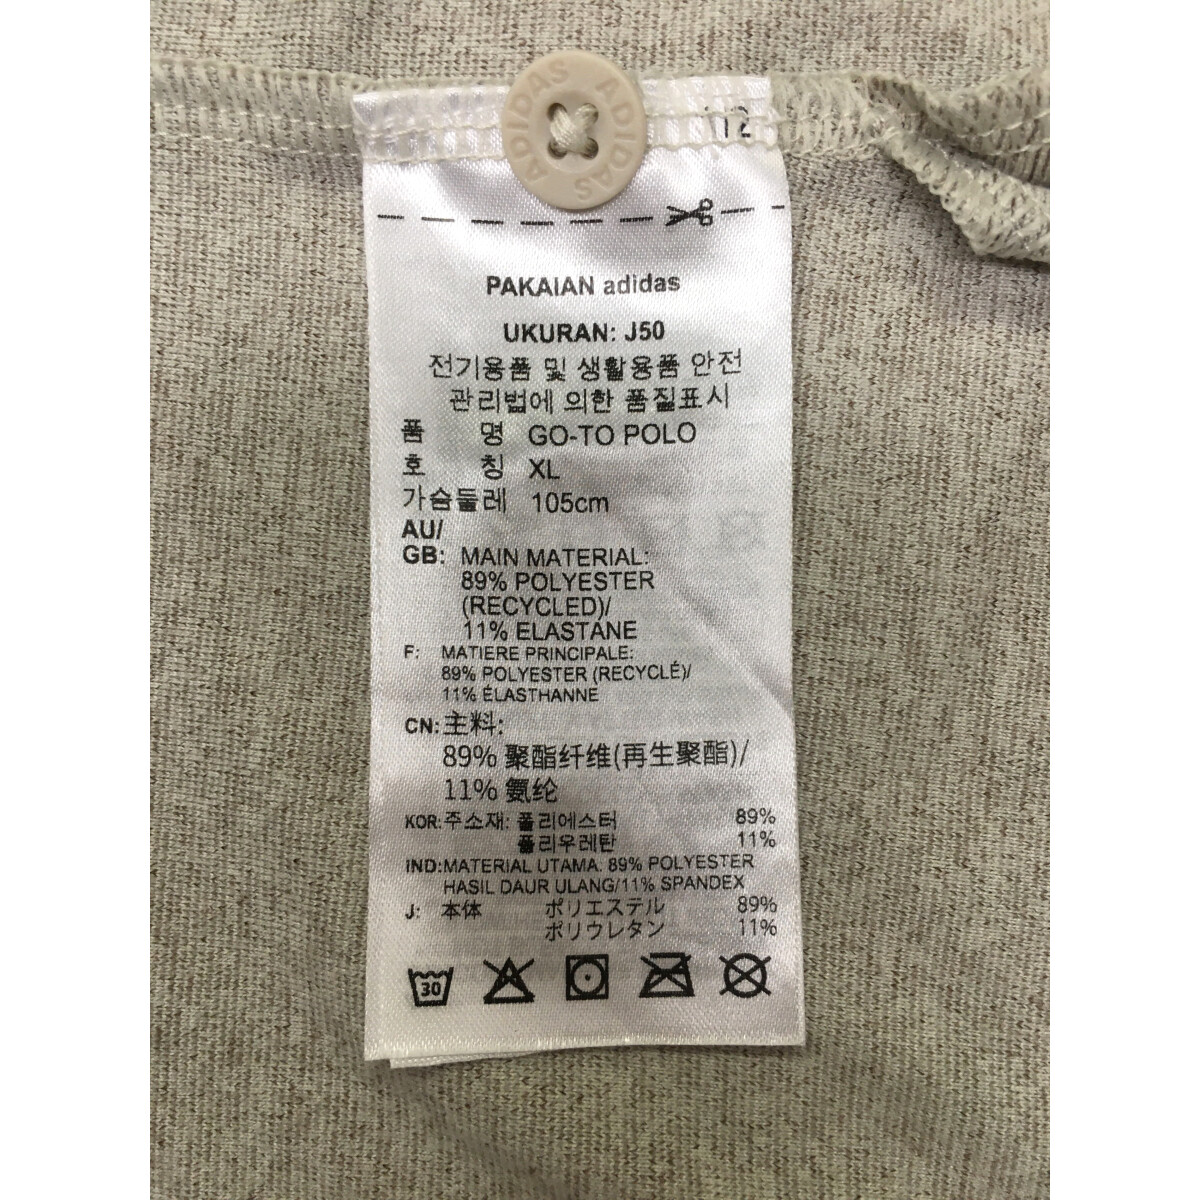 ADIDAS ADIDAS ADIDAS
12
PAKAIAN adidas
UKURAN: J50
전기용품 및 생활용품 안전
관리법에 의한 품질표시
품 명 GO-TO POLO
호 칭 XL
가슴둘레 105cm
AU/
GB: MAIN MATERIAL:
89% POLYESTER
(RECYCLED)/
11% ELASTANE
F: MATIERE PRINCIPALE:
89% POLYESTER (RECYCLÉ)/
11% ÉLASTHANNE
CN: 主料:
89% 聚酯纤维(再生聚酯)/
11% 氨纶
KOR: 주소재: 폴리에스터 89%
폴리우레탄 11%
IND: MATERIAL UTAMA: 89% POLYESTER
HASIL DAUR ULANG/11% SPANDEX
J: 本体 ポリエステル 89%
ポリウレタン 11%
30